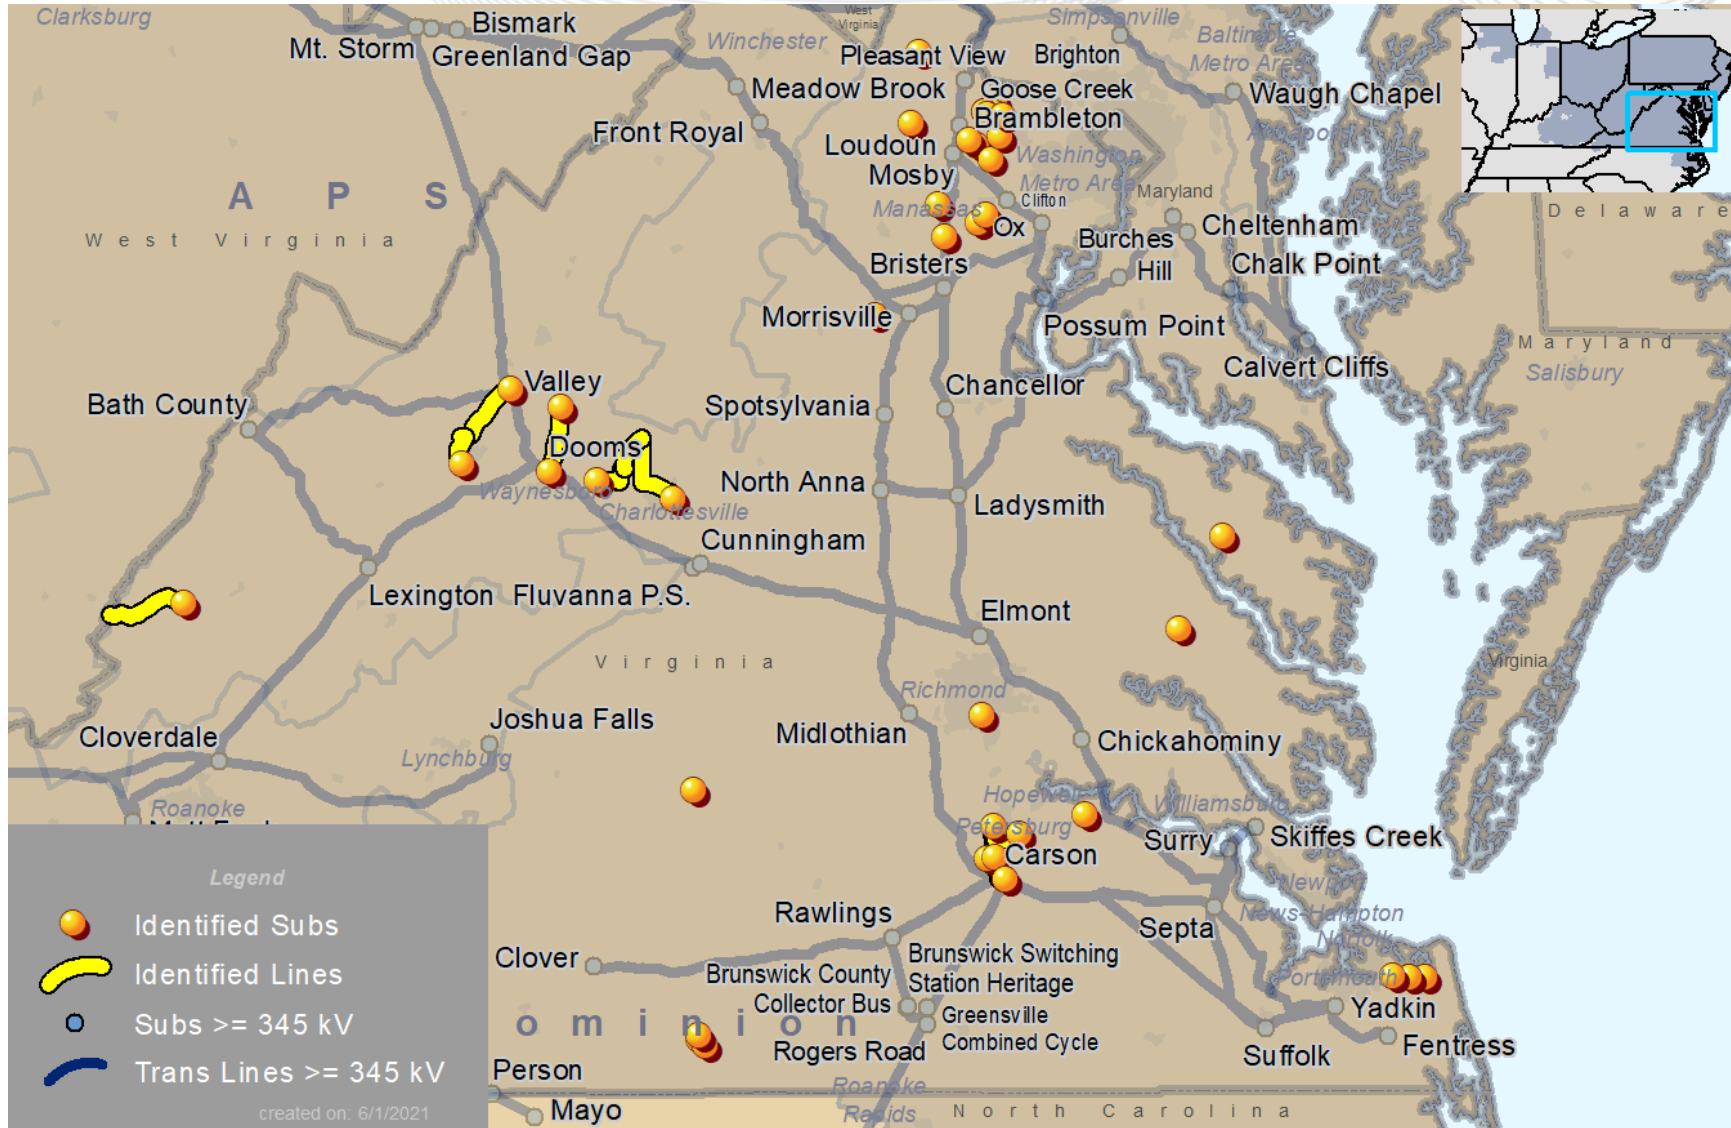 Clarksburg
Bismark
Mt. Storm
Greenland Gap
Winchester
West
Virginia
Simpsonville
Pleasant View
Brighton
Baltimore
Metro Area
Meadow Brook
Goose Creek
Waugh Chapel
Front Royal
Brambleton
Loudoun
Washington
Metro Area
Mosby
Maryland
Clifton
Manassas
A P S
West Virginia
Ox
Burches
Hill
Cheltenham
Delaware
Bristers
Chalk Point
Morrisville
Possum Point
Maryland
Calvert Cliffs
Salisbury
Valley
Chancellor
Bath County
Spotsylvania
Dooms
North Anna
Waynesboro
Charlottesville
Ladysmith
Cunningham
Lexington
Fluvanna P.S.
Elmont
Virginia
Virginia
Richmond
Joshua Falls
Midlothian
Cloverdale
Chickahominy
Lynchburg
Roanoke
Hopewell
Williamsburg
Petersburg
Skiffes Creek
Surry
Carson
Newport
News-Hampton
Norfolk
Rawlings
Septa
Clover
Brunswick Switching
Station Heritage
Brunswick County
Collector Bus
Portsmouth
Yadkin
Greensville
Combined Cycle
ominion
Rogers Road
Suffolk
Fentress
Person
Roanoke
Rapids
Mayo
North Carolina
Legend
Identified Subs
Identified Lines
Subs >= 345 kV
Trans Lines >= 345 kV
created on: 6/1/2021